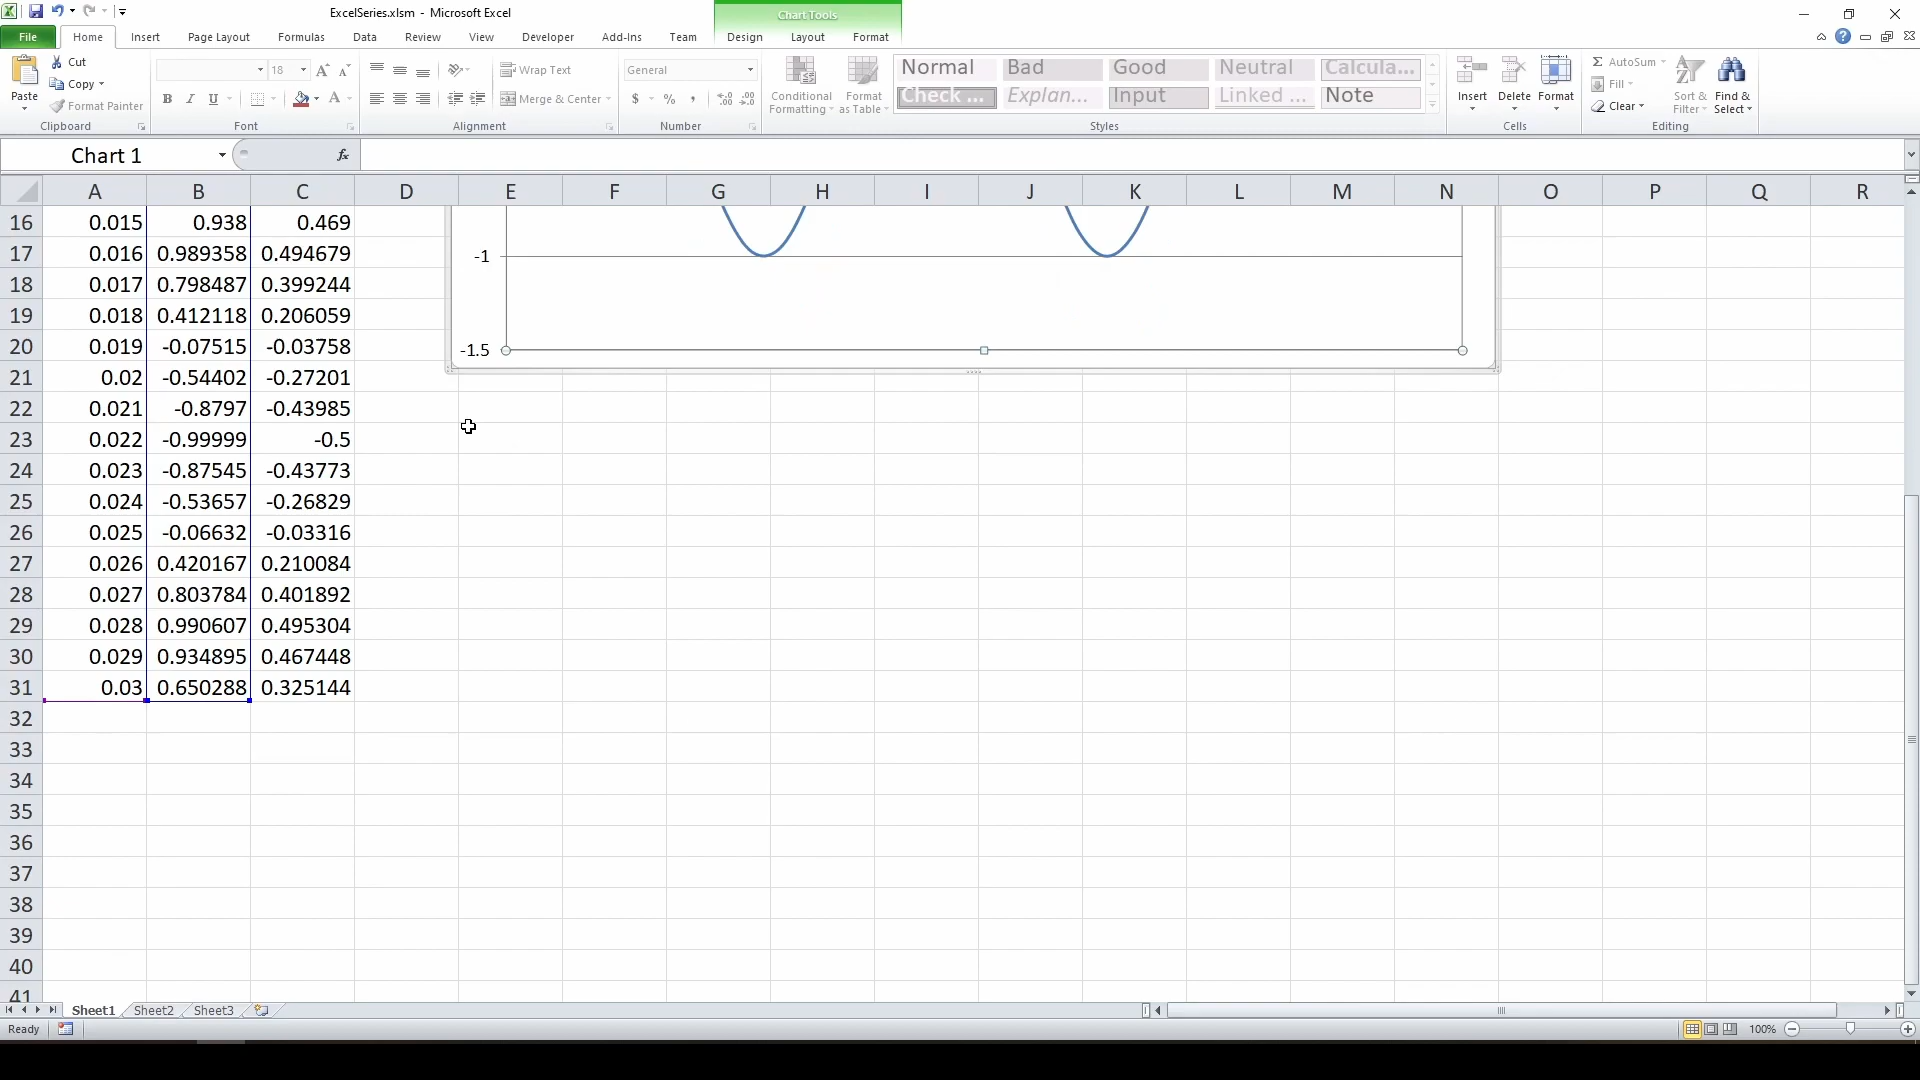 ExcelSeries.xlsm - Microsoft Excel
Chart Tools
File Home Insert Page Layout Formulas Data Review View Developer Add-Ins Team Design Layout Format
Paste
Cut
Copy
Format Painter
Clipboard
18
B I U
Font
Wrap Text
Merge & Center
Alignment
General
$ % ,
Number
Conditional Formatting
Format as Table
Normal Bad Good Neutral Calcula...
Check ... Explan... Input Linked ... Note
Styles
Insert Delete Format
Cells
Σ AutoSum
Fill
Clear
Sort & Filter
Find & Select
Editing
Chart 1
fx
A B C D E F G H I J K L M N O P Q R
16 0.015 0.938 0.469
17 0.016 0.989358 0.494679
18 0.017 0.798487 0.399244
19 0.018 0.412118 0.206059
20 0.019 -0.07515 -0.03758
21 0.02 -0.54402 -0.27201
22 0.021 -0.8797 -0.43985
23 0.022 -0.99999 -0.5
24 0.023 -0.87545 -0.43773
25 0.024 -0.53657 -0.26829
26 0.025 -0.06632 -0.03316
27 0.026 0.420167 0.210084
28 0.027 0.803784 0.401892
29 0.028 0.990607 0.495304
30 0.029 0.934895 0.467448
31 0.03 0.650288 0.325144
32
33
34
35
36
37
38
39
40
41
-1
-1.5
Sheet1 Sheet2 Sheet3
Ready
100%